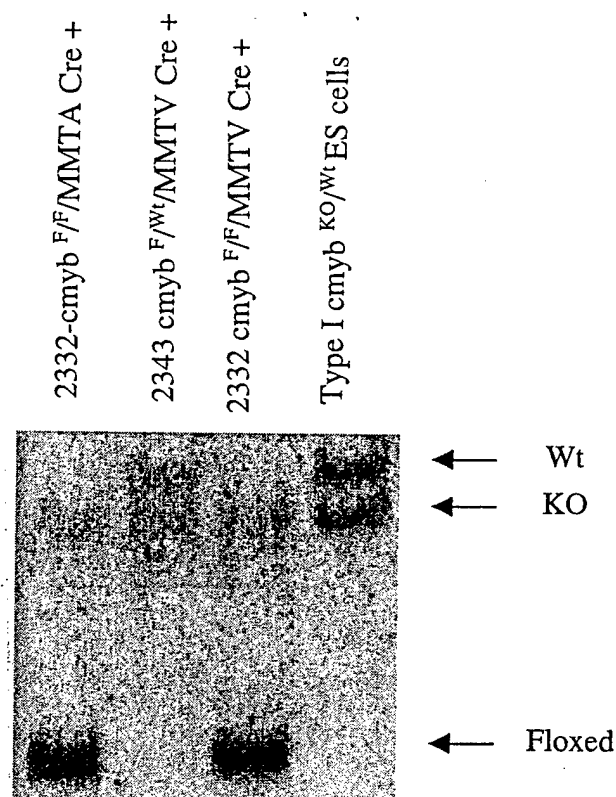 2332-cmyb F/F/MMTA Cre +
2343 cmyb F/Wt/MMTV Cre +
2332 cmyb F/F/MMTV Cre +
Type I cmyb KO/Wt ES cells
Wt
KO
Floxed